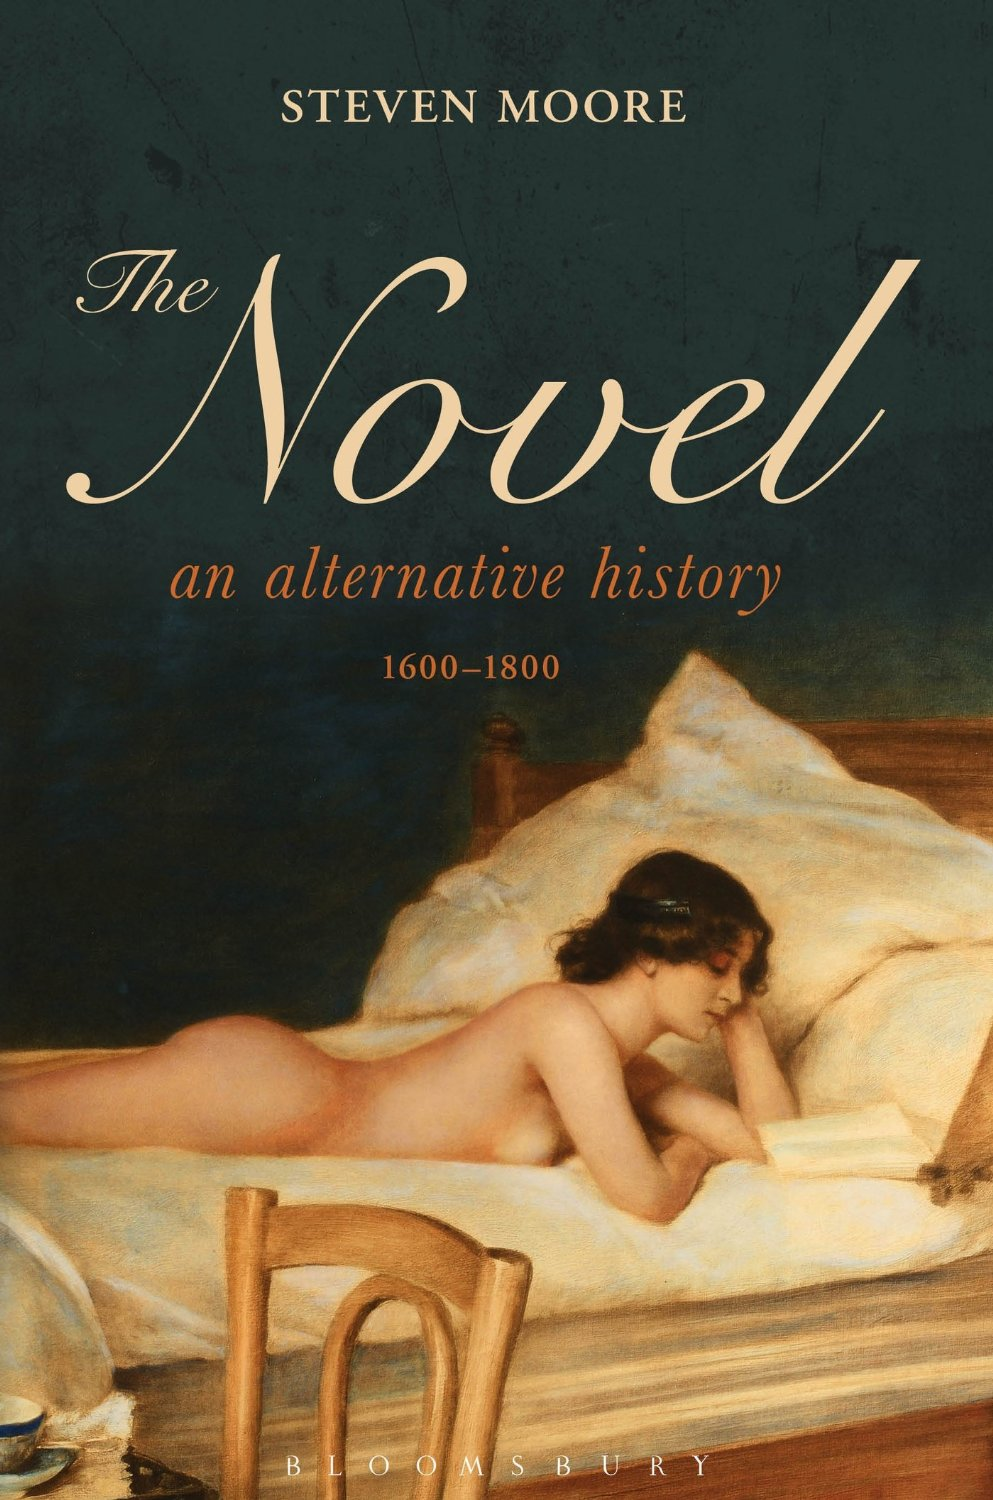 STEVEN MOORE
The Novel
an alternative history
1600–1800
BLOOMSBURY